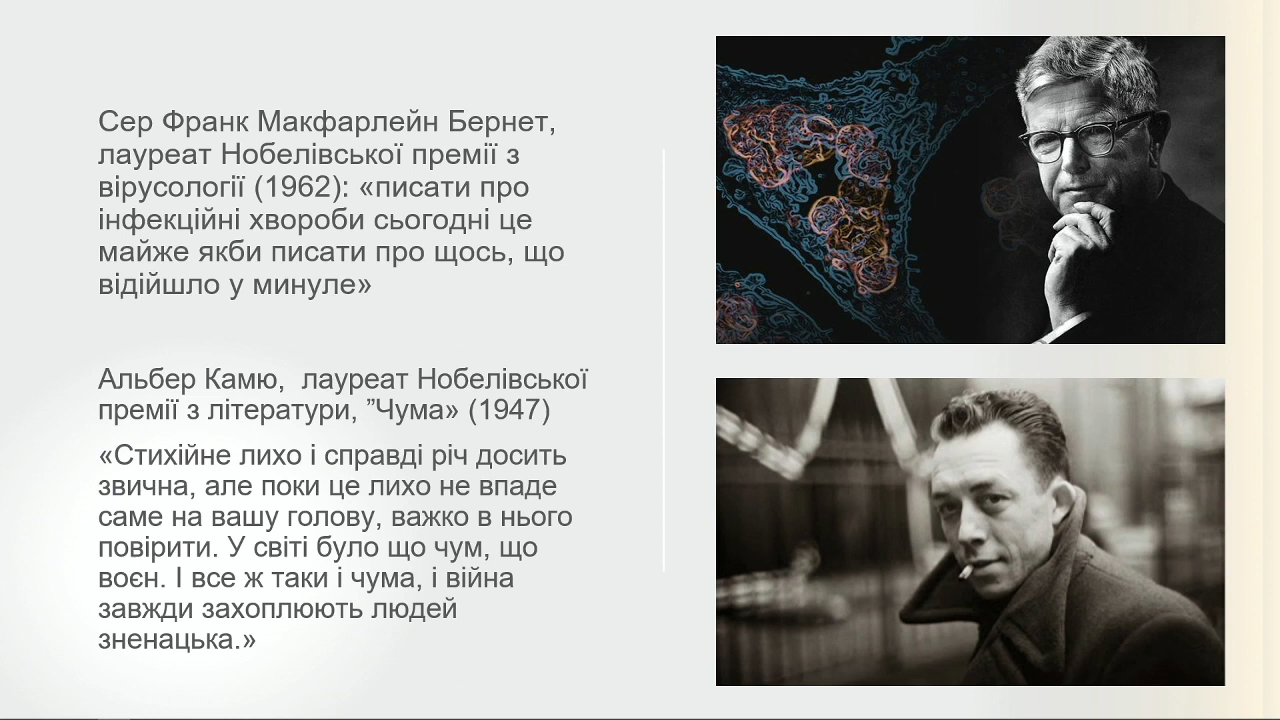 Сер Франк Макфарлейн Бернет,
лауреат Нобелівської премії з
вірусології (1962): «писати про
інфекційні хвороби сьогодні це
майже якби писати про щось, що
відійшло у минуле»
Альбер Камю,  лауреат Нобелівської
премії з літератури, ”Чума» (1947)
«Стихійне лихо і справді річ досить
звична, але поки це лихо не впаде
саме на вашу голову, важко в нього
повірити. У світі було що чум, що
воєн. І все ж таки і чума, і війна
завжди захоплюють людей
зненацька.»